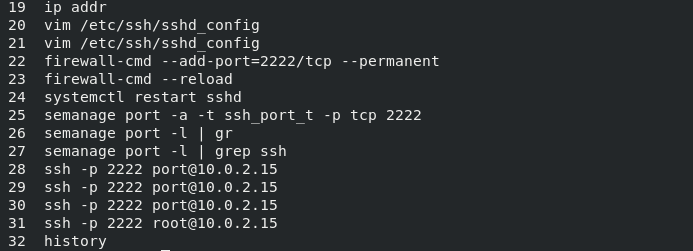 19 ip addr
20 vim /etc/ssh/sshd_config
21 vim /etc/ssh/sshd_config
22 firewall-cmd --add-port=2222/tcp --permanent
23 firewall-cmd --reload
24 systemctl restart sshd
25 semanage port -a -t ssh_port_t -p tcp 2222
26 semanage port -l | gr
27 semanage port -l | grep ssh
28 ssh -p 2222 port@10.0.2.15
29 ssh -p 2222 port@10.0.2.15
30 ssh -p 2222 port@10.0.2.15
31 ssh -p 2222 root@10.0.2.15
32 history